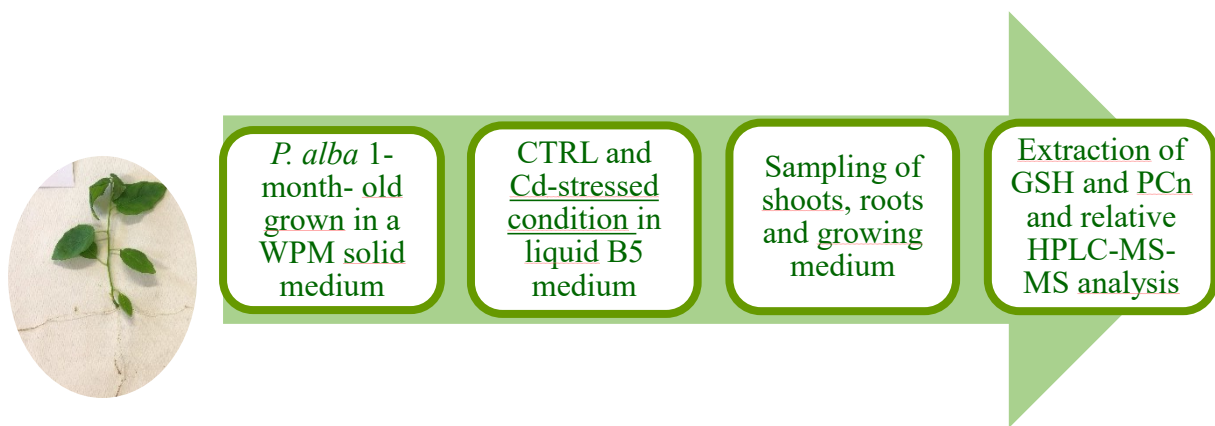 P. alba 1-
month- old
grown in a
WPM solid
medium
CTRL and
Cd-stressed
condition in
liquid B5
medium
Sampling of
shoots, roots
and growing
medium
Extraction of
GSH and PCn
and relative
HPLC-MS-
MS analysis